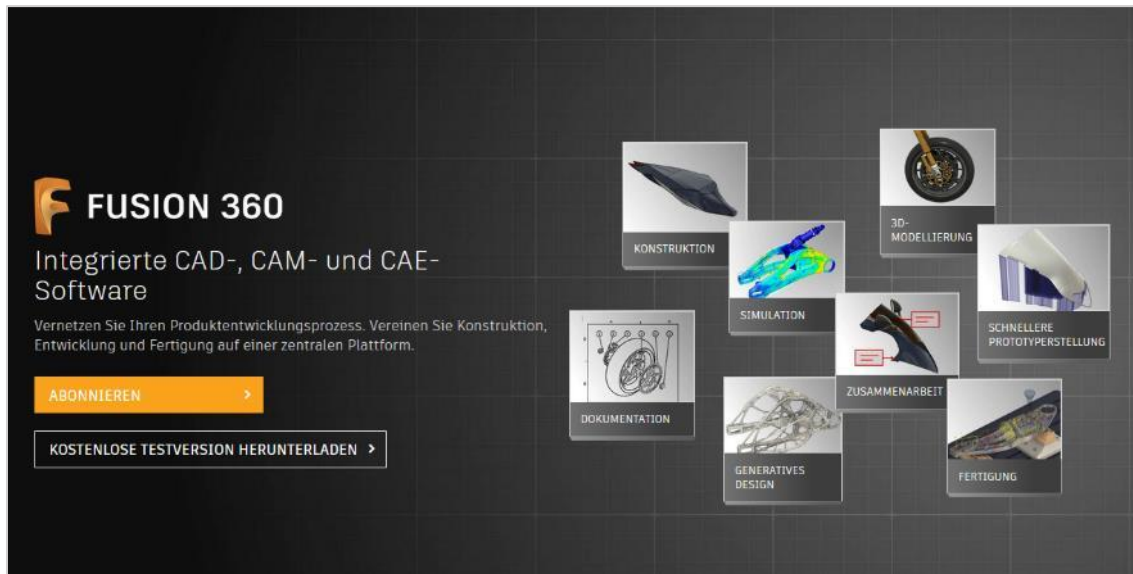 FUSION 360
Integrierte CAD-, CAM- und CAE-
Software
Vernetzen Sie Ihren Produktentwicklungsprozess. Vereinen Sie Konstruktion,
Entwicklung und Fertigung auf einer zentralen Plattform.
ABONNIEREN
KOSTENLOSE TESTVERSION HERUNTERLADEN
KONSTRUKTION
3D-
MODELLIERUNG
SIMULATION
SCHNELLERE
PROTOTYPERSTELLUNG
ZUSAMMENARBEIT
DOKUMENTATION
GENERATIVES
DESIGN
FERTIGUNG